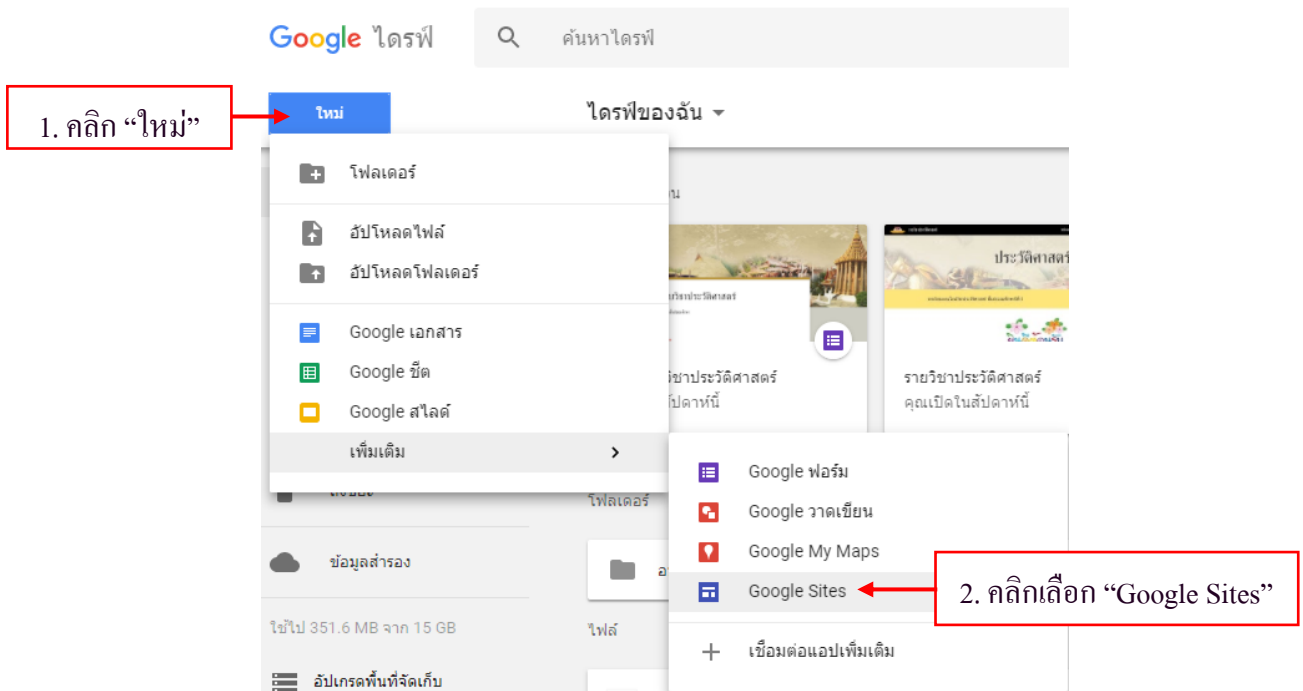 Google ไดรฟ์
ค้นหาไดรฟ์
1. คลิก “ใหม่”
ใหม่
ไดรฟ์ของฉัน
โฟลเดอร์
อัปโหลดไฟล์
อัปโหลดโฟลเดอร์
Google เอกสาร
Google ชีต
Google สไลด์
เพิ่มเติม
ประวัติศาสตร์
ประวัติศาสตร์
สัปดาห์นี้
รายวิชาประวัติศาสตร์
คุณเปิดในสัปดาห์นี้
Google ฟอร์ม
Google วาดเขียน
Google My Maps
Google Sites
2. คลิกเลือก “Google Sites”
เชื่อมต่อแอปเพิ่มเติม
โฟลเดอร์
ข้อมูลสำรอง
ใช้ไป 351.6 MB จาก 15 GB
ไฟล์
อัปเกรดพื้นที่จัดเก็บ